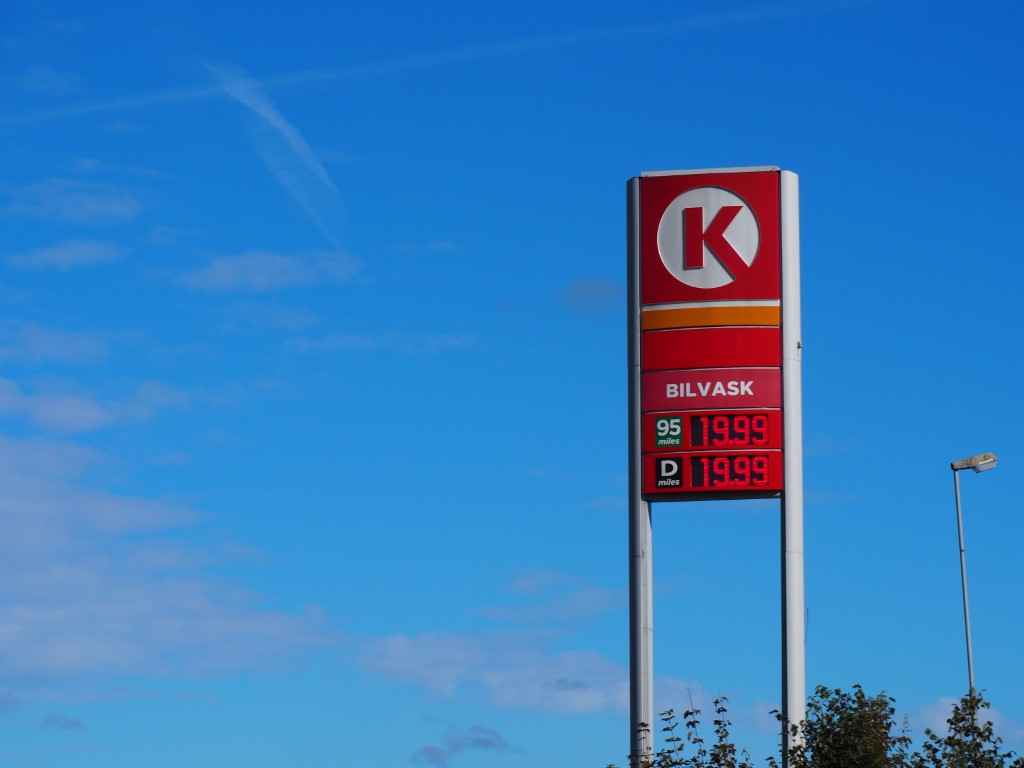 K
BILVASK
95 19.99
miles
D 19.99
miles